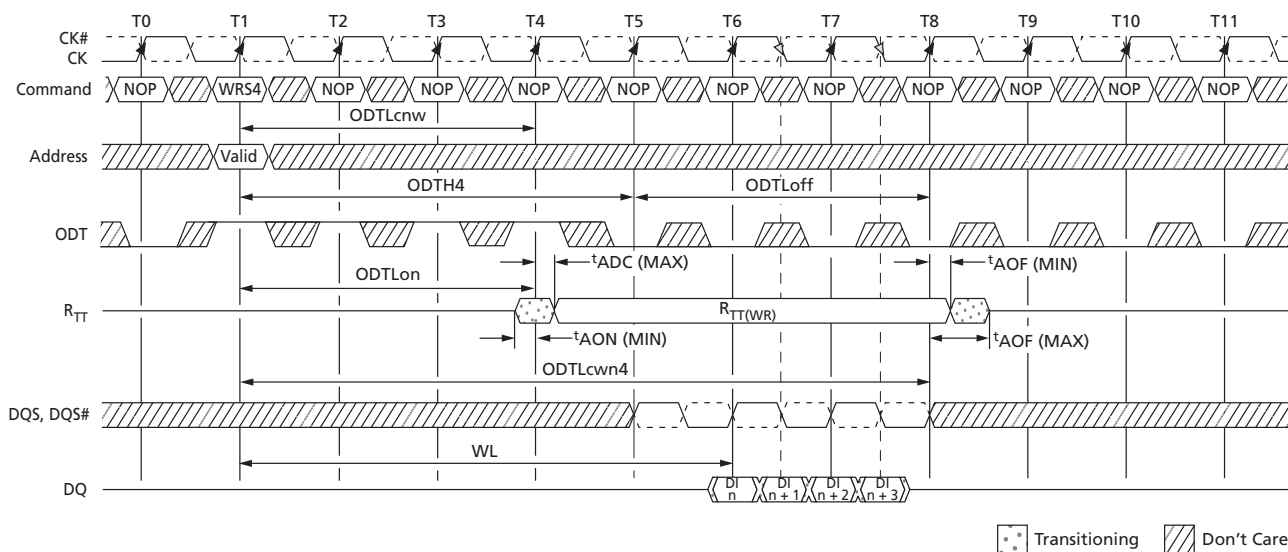 T0 T1 T2 T3 T4 T5 T6 T7 T8 T9 T10 T11
CK#
CK
Command NOP WRS4 NOP NOP NOP NOP NOP NOP NOP NOP NOP NOP
ODTLcnw
Address Valid
ODTH4 ODTLoff
ODT
ODTLon tADC (MAX) tAOF (MIN)
RTT RTT(WR)
tAON (MIN) tAOF (MAX)
ODTLcwn4
DQS, DQS#
WL
DQ DI n DI n + 1 DI n + 2 DI n + 3
Transitioning Don't Care